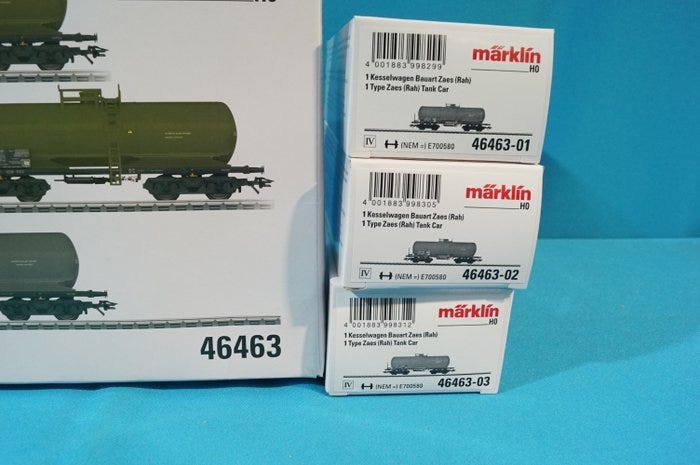 H0
46463
4 001883 998299
märklin
H0
1 Kesselwagen Bauart Zaes (Rah)
1 Type Zaes (Rah) Tank Car
IV
(NEM =) E700580
46463-01
4 001883 998305
märklin
H0
1 Kesselwagen Bauart Zaes (Rah)
1 Type Zaes (Rah) Tank Car
IV
(NEM =) E700580
46463-02
4 001883 998312
märklin
H0
1 Kesselwagen Bauart Zaes (Rah)
1 Type Zaes (Rah) Tank Car
IV
(NEM =) E700580
46463-03